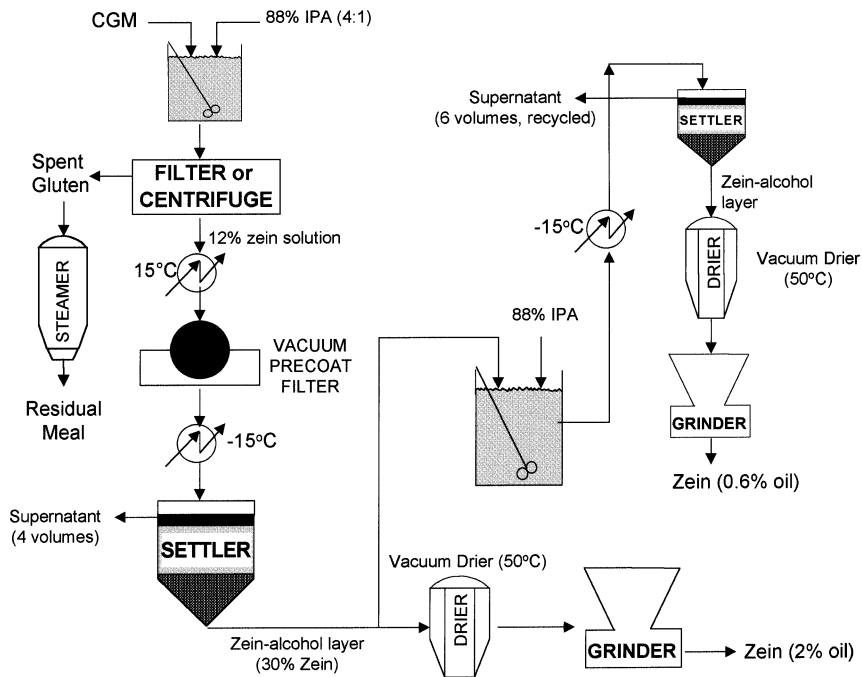 CGM
88% IPA (4:1)
Spent
Gluten
FILTER or
CENTRIFUGE
12% zein solution
15°C
STEAMER
VACUUM
PRECOAT
FILTER
Residual
Meal
-15°C
Supernatant
(4 volumes)
SETTLER
Zein-alcohol layer
(30% Zein)
Vacuum Drier (50°C)
DRIER
GRINDER
Zein (2% oil)
88% IPA
-15°C
Supernatant
(6 volumes, recycled)
SETTLER
Zein-alcohol
layer
DRIER
Vacuum Drier
(50°C)
GRINDER
Zein (0.6% oil)